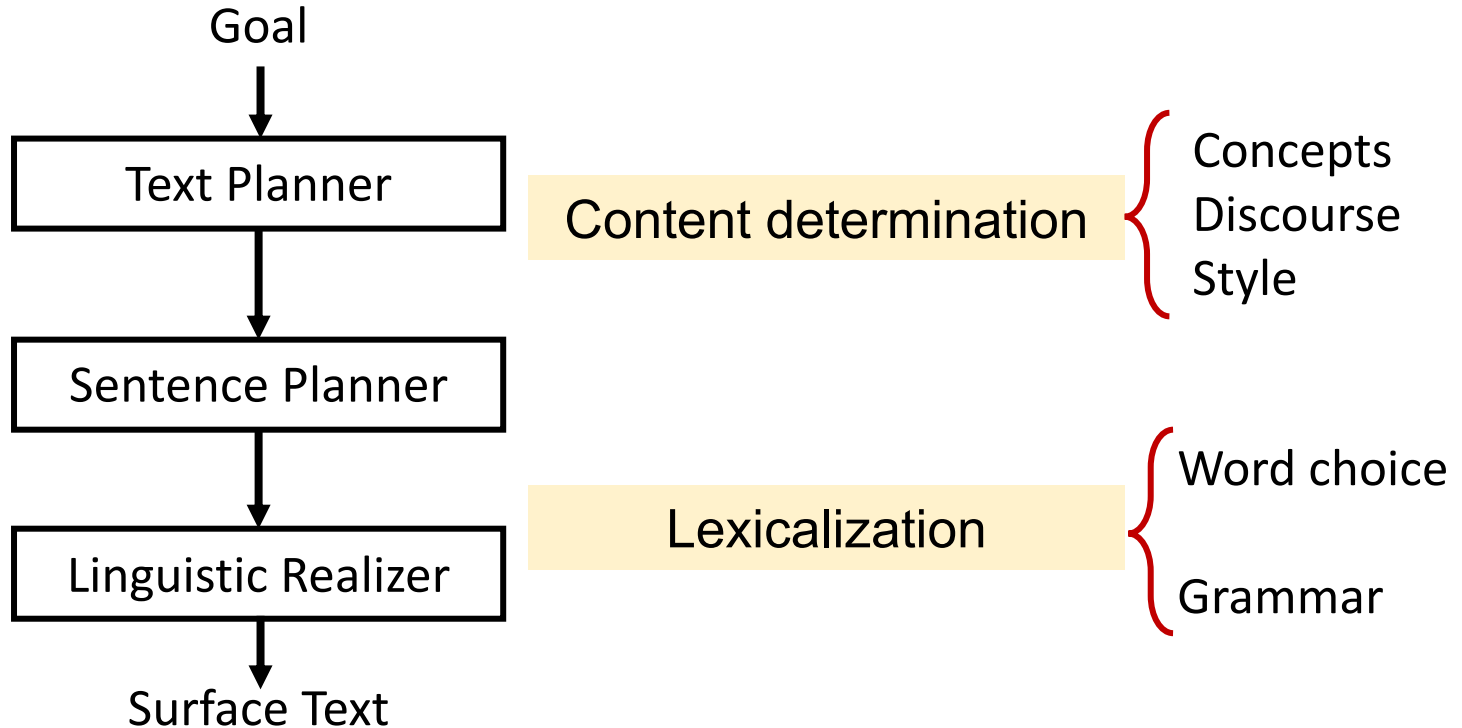 Goal
Text Planner
Content determination
Concepts
Discourse
Style
Sentence Planner
Lexicalization
Word choice
Grammar
Linguistic Realizer
Surface Text